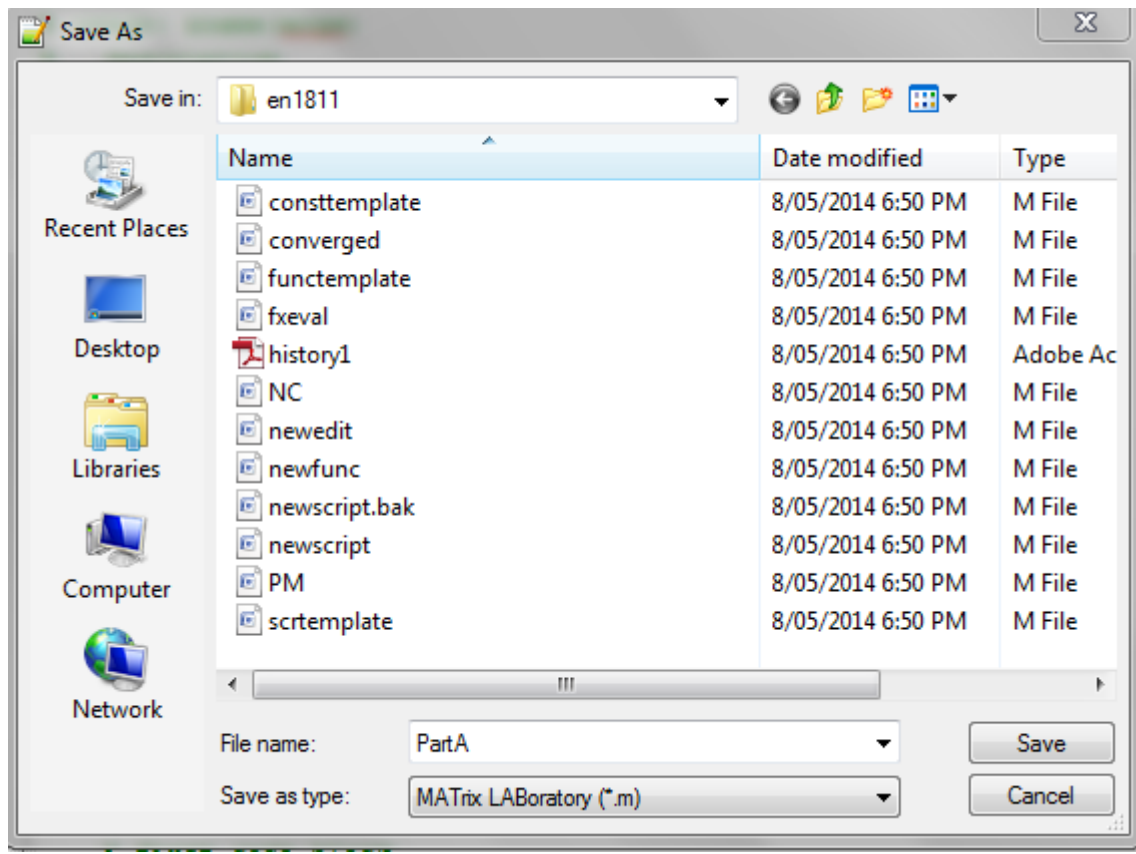 Save As
Save in: en1811
Name Date modified Type
consttemplate 8/05/2014 6:50 PM M File
converged 8/05/2014 6:50 PM M File
functemplate 8/05/2014 6:50 PM M File
fxeval 8/05/2014 6:50 PM M File
history1 8/05/2014 6:50 PM Adobe Ac
NC 8/05/2014 6:50 PM M File
newedit 8/05/2014 6:50 PM M File
newfunc 8/05/2014 6:50 PM M File
newscript.bak 8/05/2014 6:50 PM M File
newscript 8/05/2014 6:50 PM M File
PM 8/05/2014 6:50 PM M File
scrtemplate 8/05/2014 6:50 PM M File
Recent Places
Desktop
Libraries
Computer
Network
File name: PartA Save
Save as type: MATrix LABoratory (*.m) Cancel